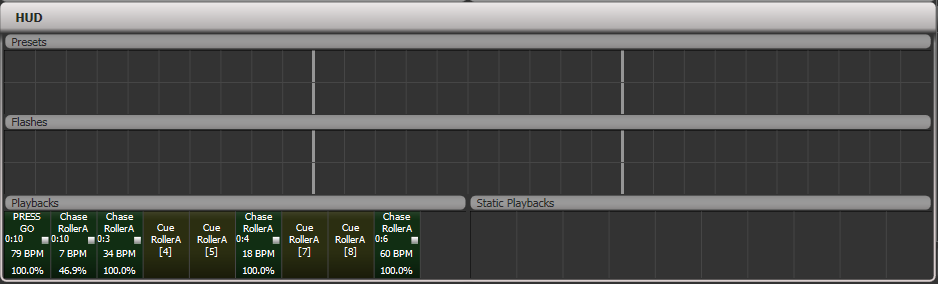 HUD
Presets
Flashes
Playbacks
Static Playbacks
PRESS
GO
0:10
79 BPM
100.0%
Chase
RollerA
0:10
7 BPM
46.9%
Chase
RollerA
0:3
34 BPM
100.0%
Cue
RollerA
[4]
Cue
RollerA
[5]
Chase
RollerA
0:4
18 BPM
100.0%
Cue
RollerA
[7]
Cue
RollerA
[8]
Chase
RollerA
0:6
60 BPM
100.0%